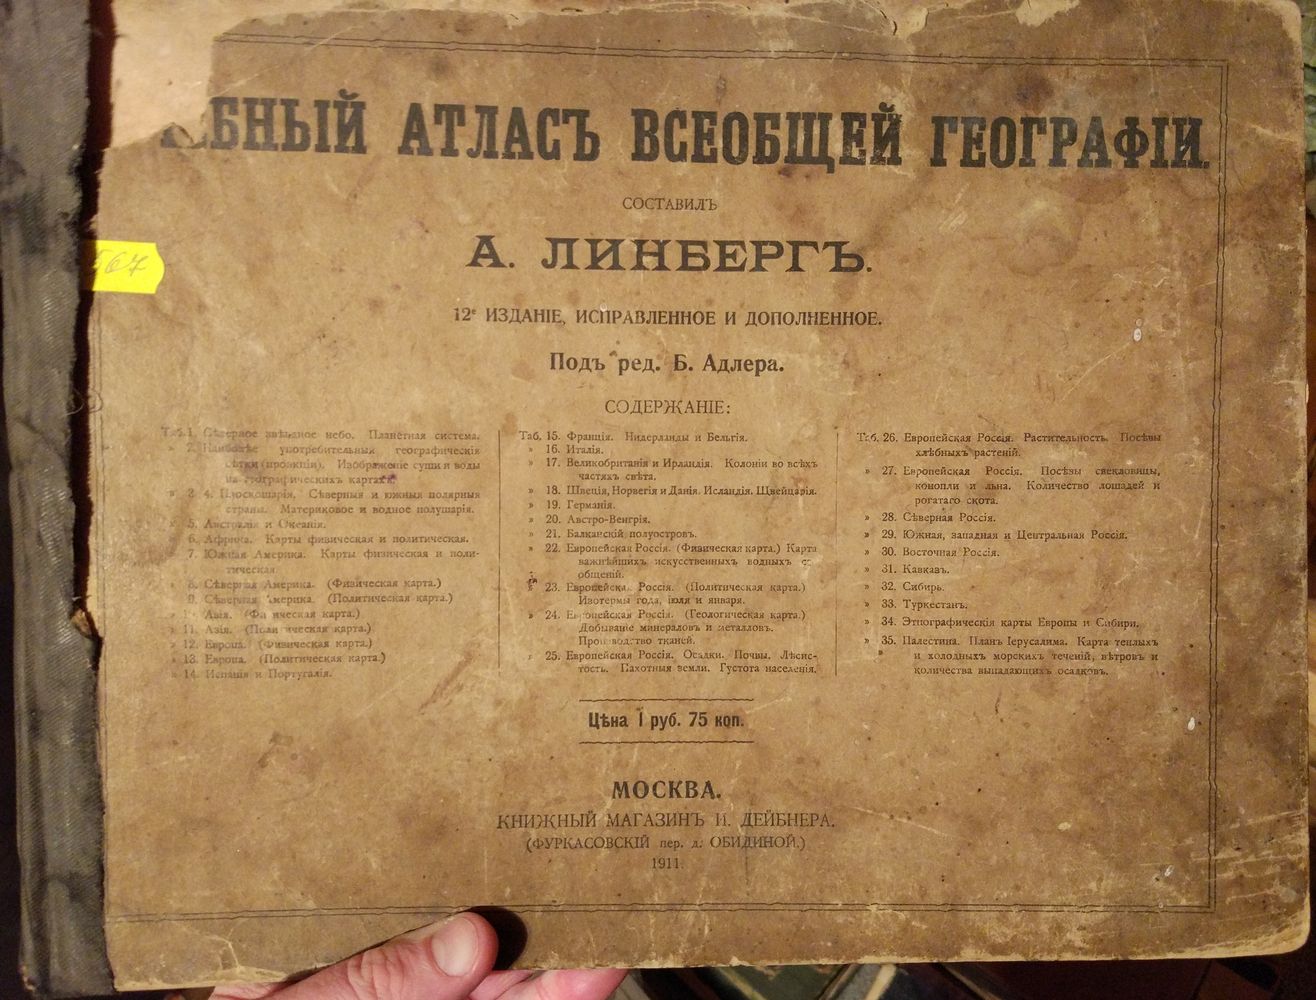 ЕБНЫЙ АТЛАСЪ ВСЕОБЩЕЙ ГЕОГРАФІИ.
СОСТАВИЛЪ
А. ЛИНБЕРГЪ.
567
12е ИЗДАНІЕ, ИСПРАВЛЕННОЕ И ДОПОЛНЕННОЕ.
Подъ ред. Б. Адлера.
СОДЕРЖАНІЕ:
Таб. 1. Сѣверное звѣздное небо. Планетная система.
2. Наиболѣе употребительныя географическія
сѣтки (проакціи). Изображеніе суши и воды
на географическихъ картахъ.
» 3 4. Плоскошарія. Сѣверныя и южныя полярныя
страны. Материковое и водное полушарія.
» 5. Австралія и Океанія.
6. Африка. Карты физическая и политическая.
7. Южная Америка. Карты физическая и поли-
тическая.
» 8. Сѣверная Америка. (Физическая карта.)
9. Сѣверная Америка. (Политическая карта.)
» Азія. (Физическая карта.)
» 11. Азія. (Политическая карта.)
12. Европа. (Физическая карта.)
» 13. Европа. (Политическая карта.)
» 14. Испанія и Португалія.
Таб. 15. Франція. Нидерланды и Бельгія.
» 16. Италія.
» 17. Великобританія и Ирландія. Колоніи во всѣхъ
частяхъ свѣта.
» 18. Швеція, Норвегія и Данія. Исландія. Щвейцарія.
» 19. Германія.
» 20. Австро-Венгрія.
» 21. Балканскій полуостровъ.
» 22. Европейская Россія. (Физическая карта.) Карта
важнѣйшихъ искусственныхъ водныхъ со
общеній.
» 23. Европейская Россія. (Политическая карта.)
Изотермы года, іюля и января.
» 24. Европейская Россія. (Геологическая карта.)
Добываніе минераловъ и металловъ.
Производство тканей.
» 25. Европейская Россія. Осадки. Почвы. Лѣсис-
тость. Пахотныя земли. Густота населенія.
Таб. 26. Европейская Россія. Растительность. Посѣвы
хлѣбныхъ растеній.
» 27. Европейская Россія. Посѣвы свекловицы,
конопли и льна. Количество лошадей и
рогатаго скота.
» 28. Сѣверная Россія.
» 29. Южная, западная и Центральная Россія.
» 30. Восточная Россія.
» 31. Кавказъ.
» 32. Сибирь.
» 33. Туркестанъ.
» 34. Этнографическія карты Европы и Сибири.
» 35. Палестина. Планъ Іерусалима. Карта теплыхъ
и холодныхъ морскихъ теченій, вѣтровъ и
количества выпадающихъ осадковъ.
Цѣна 1 руб. 75 коп.
МОСКВА.
КНИЖНЫЙ МАГАЗИНЪ И. ДЕЙБНЕРА.
(ФУРКАСОВСКІЙ пер. д. ОБИДИНОЙ.)
1911.